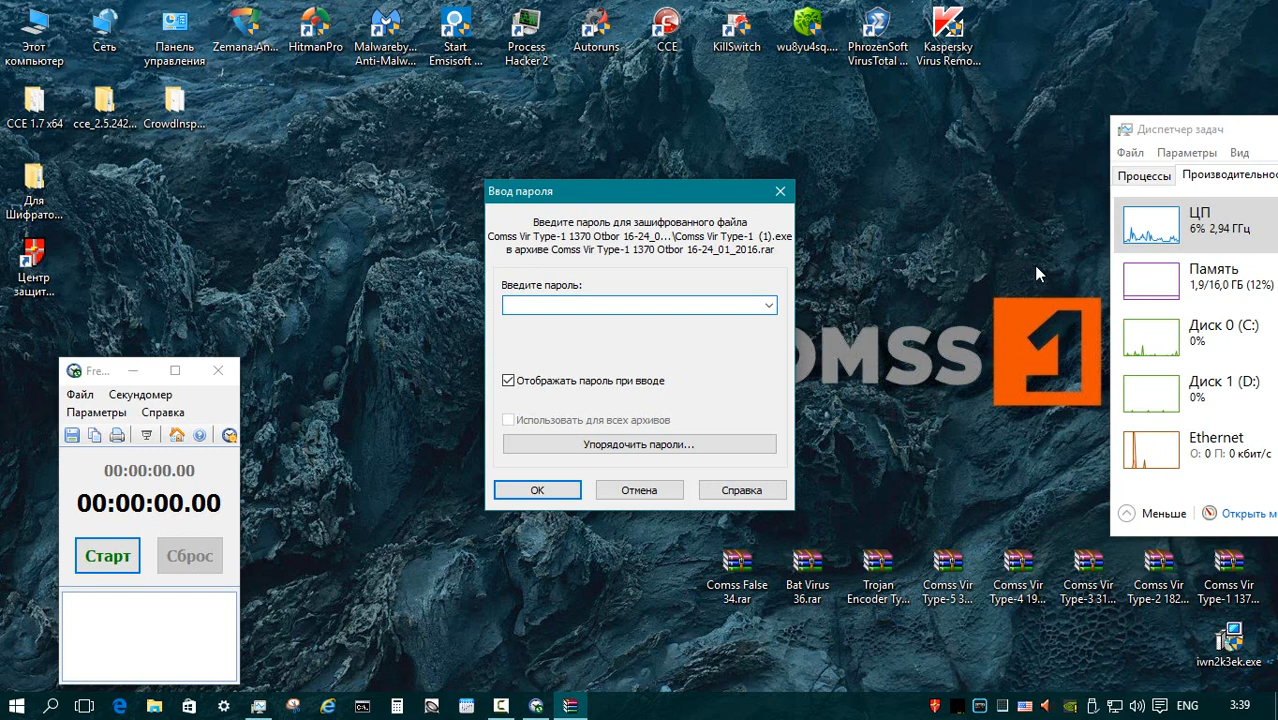 Этот компьютер
Сеть
Панель управления
Zemana.An...
HitmanPro
Malwareby... Anti-Malw...
Start Emsisoft ...
Process Hacker 2
Autoruns
CCE
KillSwitch
wu8yu4sq....
PhrozenSoft VirusTotal ...
Kaspersky Virus Remo...
CCE 1.7 x64
cce_2.5.242...
CrowdInsp...
Для Шифрато...
Центр защит...
Fre...
Файл Секундомер
Параметры Справка
00:00:00.00
00:00:00.00
Старт Сброс
Ввод пароля
Введите пароль для зашифрованного файла
Comss Vir Type-1 1370 Otbor 16-24_0...\Comss Vir Type-1 (1).exe
в архиве Comss Vir Type-1 1370 Otbor 16-24_01_2016.rar
Введите пароль:
Отображать пароль при вводе
Использовать для всех архивов
Упорядочить пароли...
OK Отмена Справка
OMSS 1
Диспетчер задач
Файл Параметры Вид
Процессы Производительнос
ЦП
6% 2,94 ГГц
Память
1,9/16,0 ГБ (12%)
Диск 0 (C:)
0%
Диск 1 (D:)
0%
Ethernet
О: 0 П: 0 кбит/с
Меньше Открыть м
Comss False 34.rar
Bat Virus 36.rar
Trojan Encoder Ty...
Comss Vir Type-5 3...
Comss Vir Type-4 19...
Comss Vir Type-3 31...
Comss Vir Type-2 182...
Comss Vir Type-1 137...
iwn2k3ek.exe
ENG 3:39